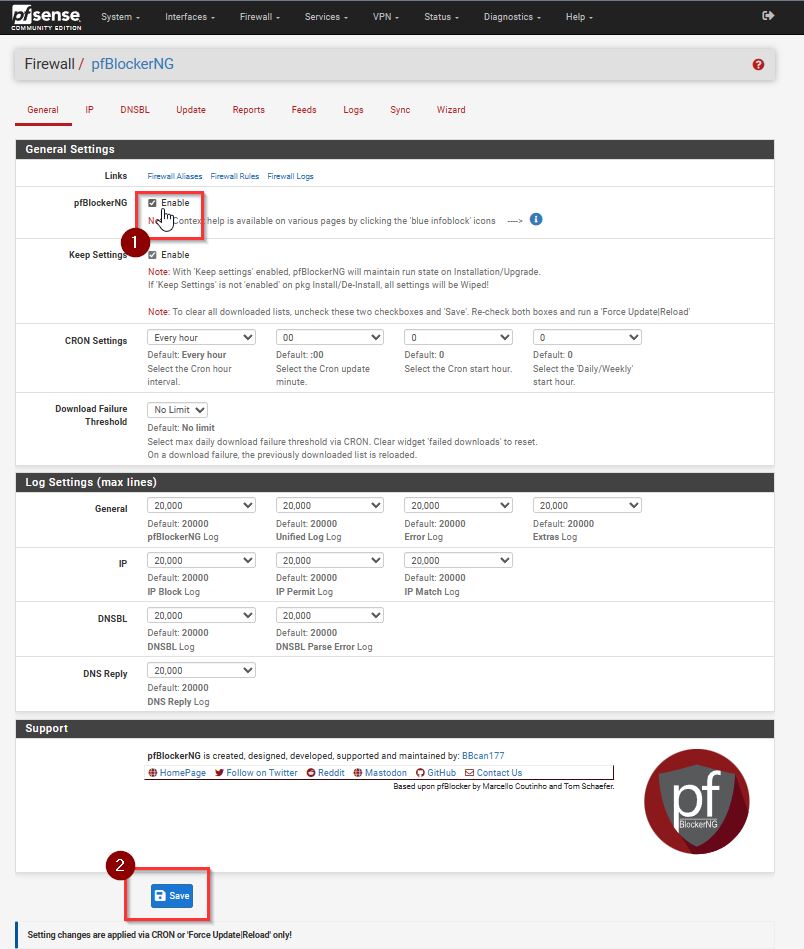 pfsense
COMMUNITY EDITION
System Interfaces Firewall Services VPN Status Diagnostics Help
Firewall / pfBlockerNG
General IP DNSBL Update Reports Feeds Logs Sync Wizard
General Settings
Links Firewall Aliases Firewall Rules Firewall Logs
pfBlockerNG Enable
Context help is available on various pages by clicking the 'blue infoblock' icons ---->
1
Keep Settings Enable
Note: With 'Keep settings' enabled, pfBlockerNG will maintain run state on Installation/Upgrade.
If 'Keep Settings' is not 'enabled' on pkg Install/De-Install, all settings will be Wiped!
Note: To clear all downloaded lists, uncheck these two checkboxes and 'Save'. Re-check both boxes and run a 'Force Update|Reload'
CRON Settings Every hour 00 0 0
Default: Every hour Default: :00 Default: 0 Default: 0
Select the Cron hour Select the Cron update Select the Cron start hour. Select the 'Daily/Weekly'
interval. minute. start hour.
Download Failure No Limit
Threshold
Default: No limit
Select max daily download failure threshold via CRON. Clear widget 'failed downloads' to reset.
On a download failure, the previously downloaded list is reloaded.
Log Settings (max lines)
General 20,000 20,000 20,000 20,000
Default: 20000 Default: 20000 Default: 20000 Default: 20000
pfBlockerNG Log Unified Log Log Error Log Extras Log
IP 20,000 20,000 20,000
Default: 20000 Default: 20000 Default: 20000
IP Block Log IP Permit Log IP Match Log
DNSBL 20,000 20,000
Default: 20000 Default: 20000
DNSBL Log DNSBL Parse Error Log
DNS Reply 20,000
Default: 20000
DNS Reply Log
Support
pfBlockerNG is created, designed, developed, supported and maintained by: BBcan177
HomePage Follow on Twitter Reddit Mastodon GitHub Contact Us
Based upon pfBlocker by Marcello Coutinho and Tom Schaefer.
pf
BlockerNG
2
Save
Setting changes are applied via CRON or 'Force Update|Reload' only!